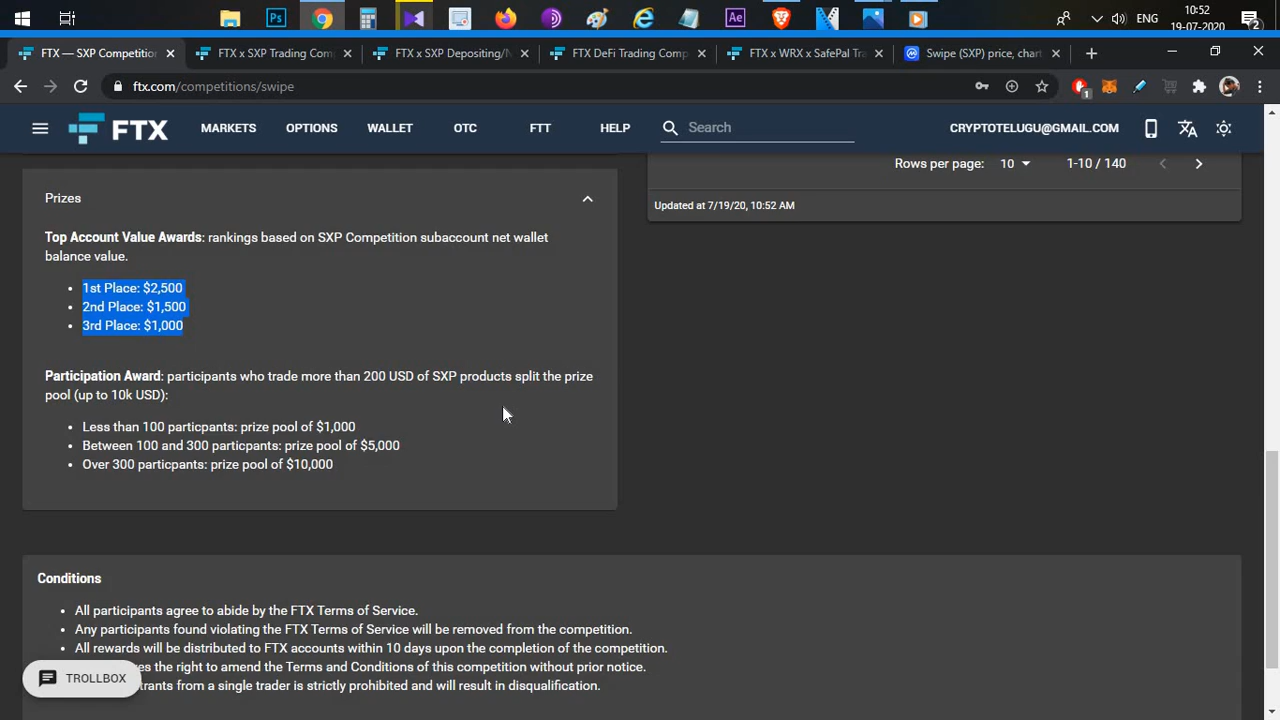 10:52
ENG
19-07-2020
2
FTX — SXP Competition
FTX x SXP Trading Com
FTX x SXP Depositing/
FTX DeFi Trading Comp
FTX x WRX x SafePal Tra
Swipe (SXP) price, chart
ftx.com/competitions/swipe
1
FTX
MARKETS
OPTIONS
WALLET
OTC
FTT
HELP
Search
CRYPTOTELUGU@GMAIL.COM
Rows per page: 10
1-10 / 140
Updated at 7/19/20, 10:52 AM
Prizes
Top Account Value Awards: rankings based on SXP Competition subaccount net wallet
balance value.
1st Place: $2,500
2nd Place: $1,500
3rd Place: $1,000
Participation Award: participants who trade more than 200 USD of SXP products split the prize
pool (up to 10k USD):
Less than 100 particpants: prize pool of $1,000
Between 100 and 300 particpants: prize pool of $5,000
Over 300 particpants: prize pool of $10,000
Conditions
All participants agree to abide by the FTX Terms of Service.
Any participants found violating the FTX Terms of Service will be removed from the competition.
All rewards will be distributed to FTX accounts within 10 days upon the completion of the competition.
the right to amend the Terms and Conditions of this competition without prior notice.
from a single trader is strictly prohibited and will result in disqualification.
TROLLBOX